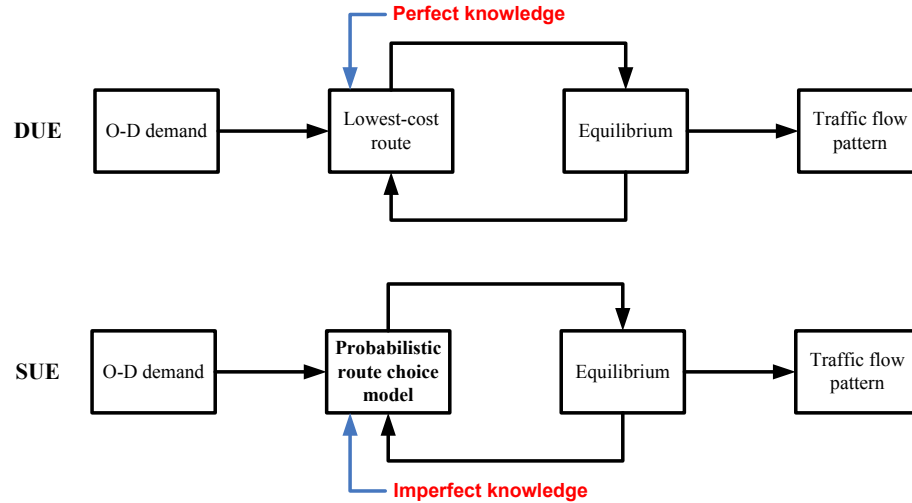 Perfect knowledge
DUE
O-D demand
Lowest-cost
route
Equilibrium
Traffic flow
pattern
SUE
O-D demand
Probabilistic
route choice
model
Equilibrium
Traffic flow
pattern
Imperfect knowledge